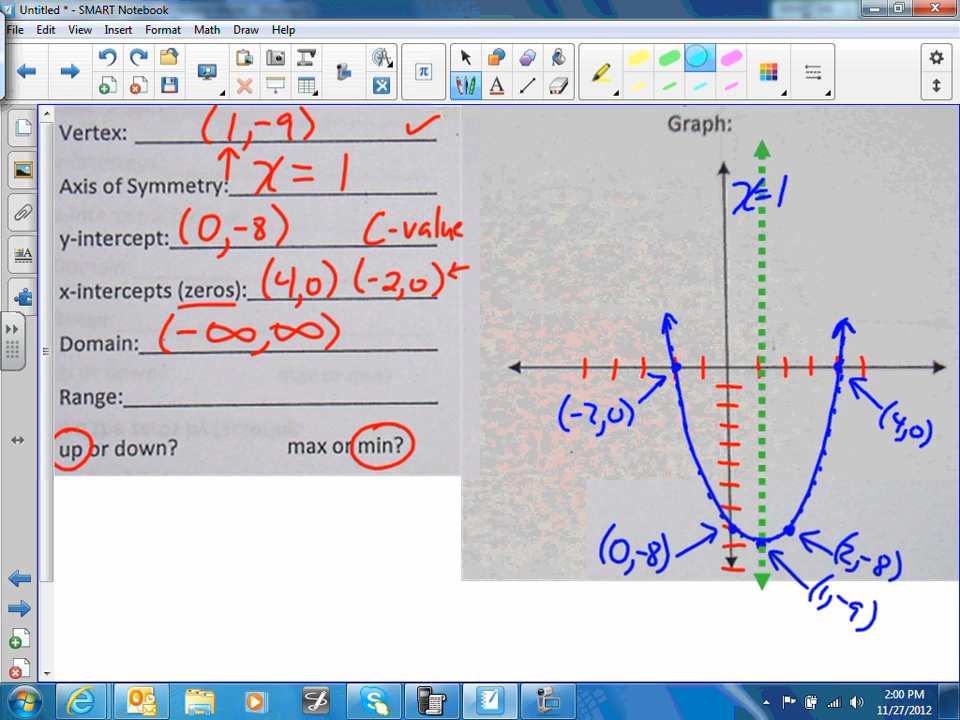 Untitled * - SMART Notebook
File Edit View Insert Format Math Draw Help
π
A
Vertex: (1,-9) ✓
Axis of Symmetry: x = 1
y-intercept: (0,-8) C-value
x-intercepts (zeros): (4,0) (-2,0)
Domain: (-∞,∞)
Range:
up or down? max or min?
Graph:
x=1
(-2,0)
(4,0)
(0,-8)
(2,-8)
(1,-9)
2:00 PM
11/27/2012